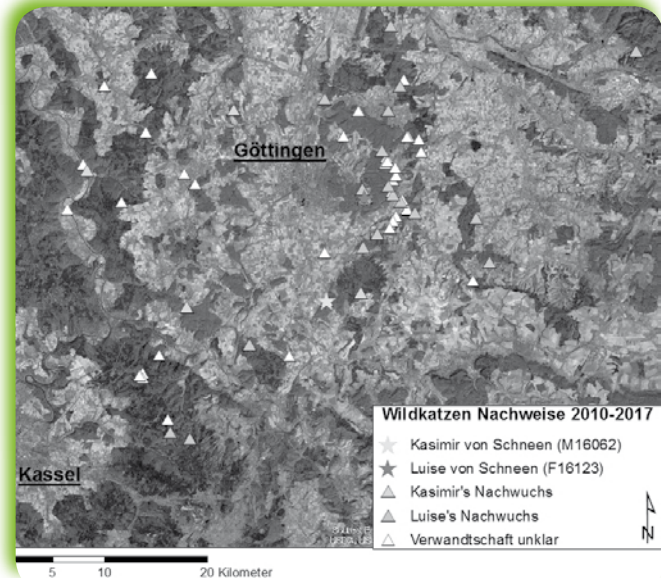 Göttingen
Kassel
Wildkatzen Nachweise 2010-2017
Kasimir von Schneen (M16062)
Luise von Schneen (F16123)
Kasimir's Nachwuchs
Luise's Nachwuchs
Verwandtschaft unklar
N
5 10 20 Kilometer